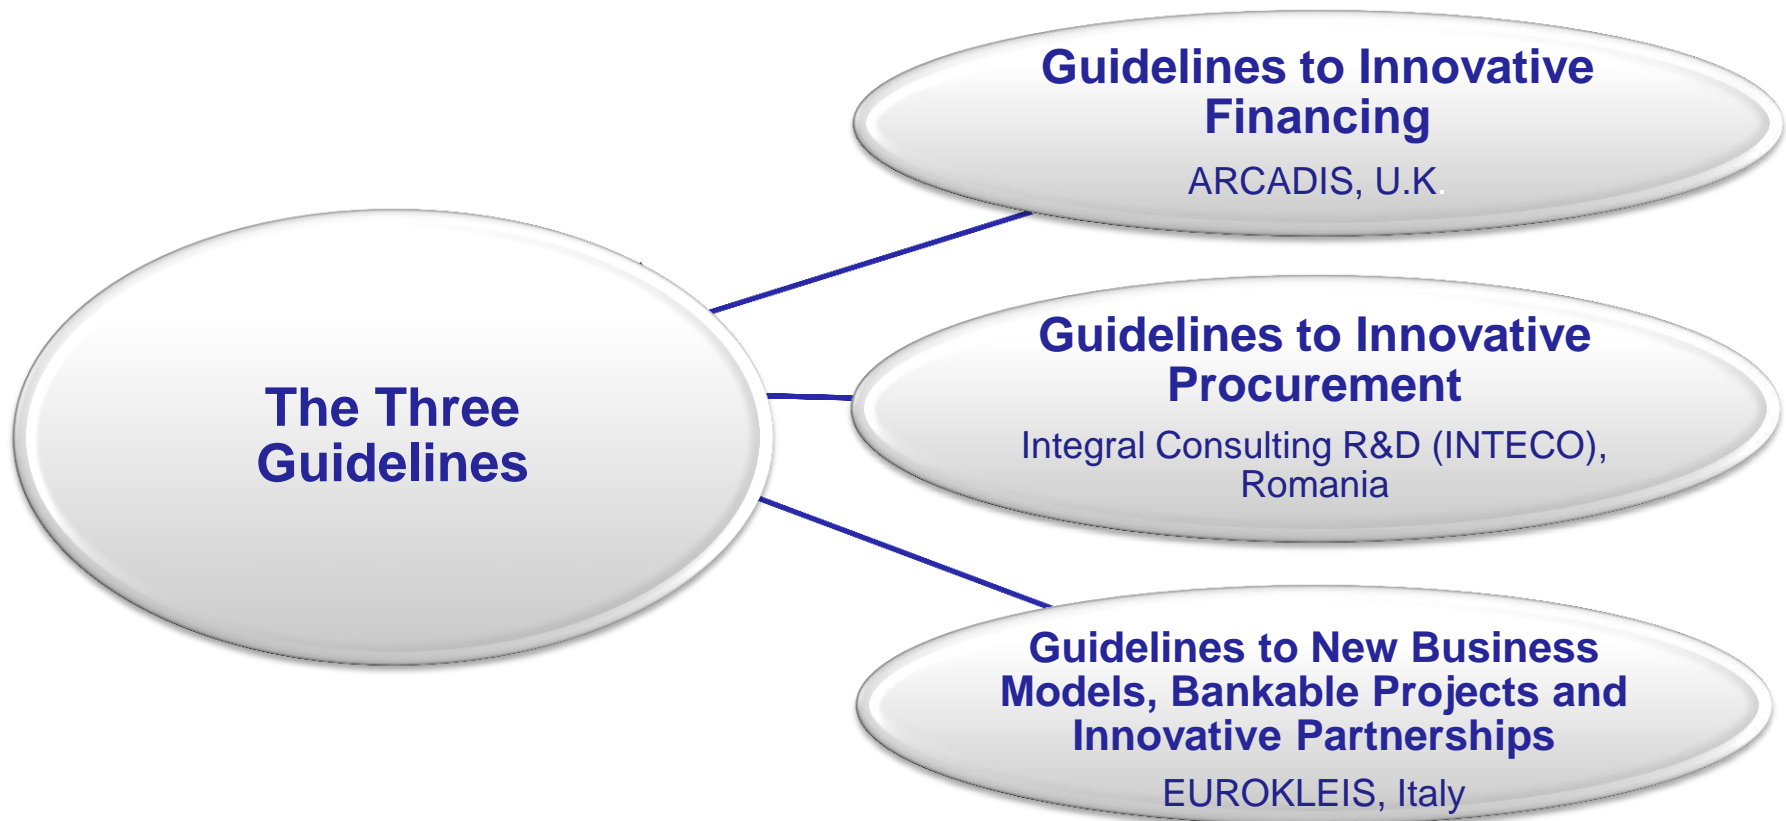 Guidelines to Innovative
Financing
ARCADIS, U.K.
The Three
Guidelines
Guidelines to Innovative
Procurement
Integral Consulting R&D (INTECO),
Romania
Guidelines to New Business
Models, Bankable Projects and
Innovative Partnerships
EUROKLEIS, Italy